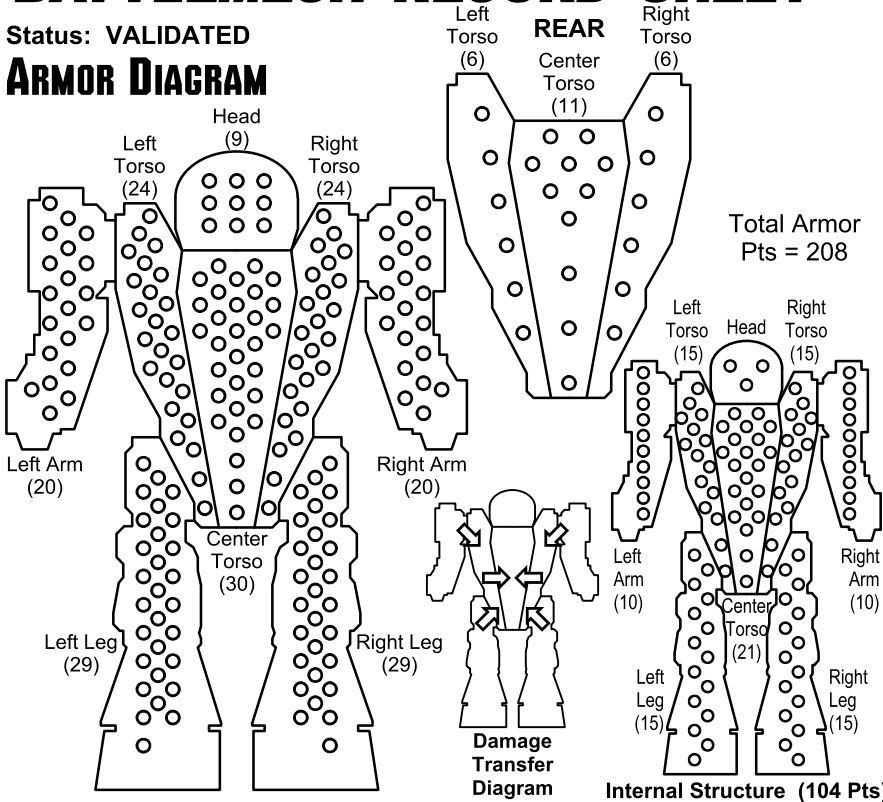 BATTLEMECH RECORD SHEET
Status: VALIDATED
ARMOR DIAGRAM
Head
(9)
Left
Torso
(24)
Right
Torso
(24)
Left Arm
(20)
Right Arm
(20)
Center
Torso
(30)
Left Leg
(29)
Right Leg
(29)
Left
Torso
(6)
REAR
Right
Torso
(6)
Center
Torso
(11)
Total Armor
Pts = 208
Left
Torso
(15)
Head
Right
Torso
(15)
Left
Arm
(10)
Right
Arm
(10)
Center
Torso
(21)
Left
Leg
(15)
Right
Leg
(15)
Damage
Transfer
Diagram
Internal Structure (104 Pts)